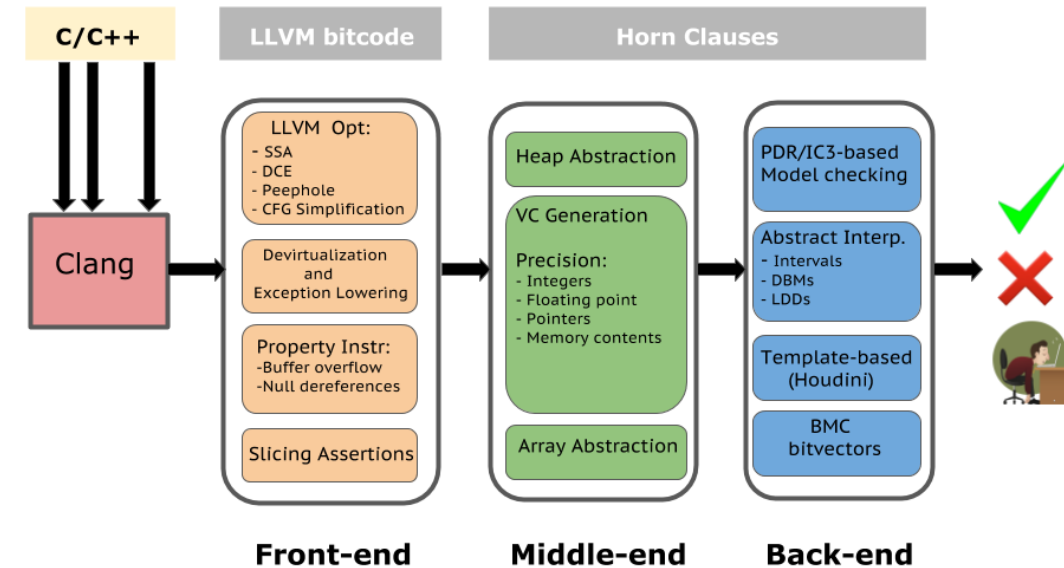 C/C++
LLVM bitcode
Horn Clauses
Clang
LLVM Opt:
- SSA
- DCE
- Peephole
- CFG Simplification
Devirtualization
and
Exception Lowering
Property Instr:
-Buffer overflow
-Null dereferences
Slicing Assertions
Heap Abstraction
VC Generation
Precision:
- Integers
- Floating point
- Pointers
- Memory contents
Array Abstraction
PDR/IC3-based
Model checking
Abstract Interp.
- Intervals
- DBMs
- LDDs
Template-based
(Houdini)
BMC
bitvectors
Front-end
Middle-end
Back-end